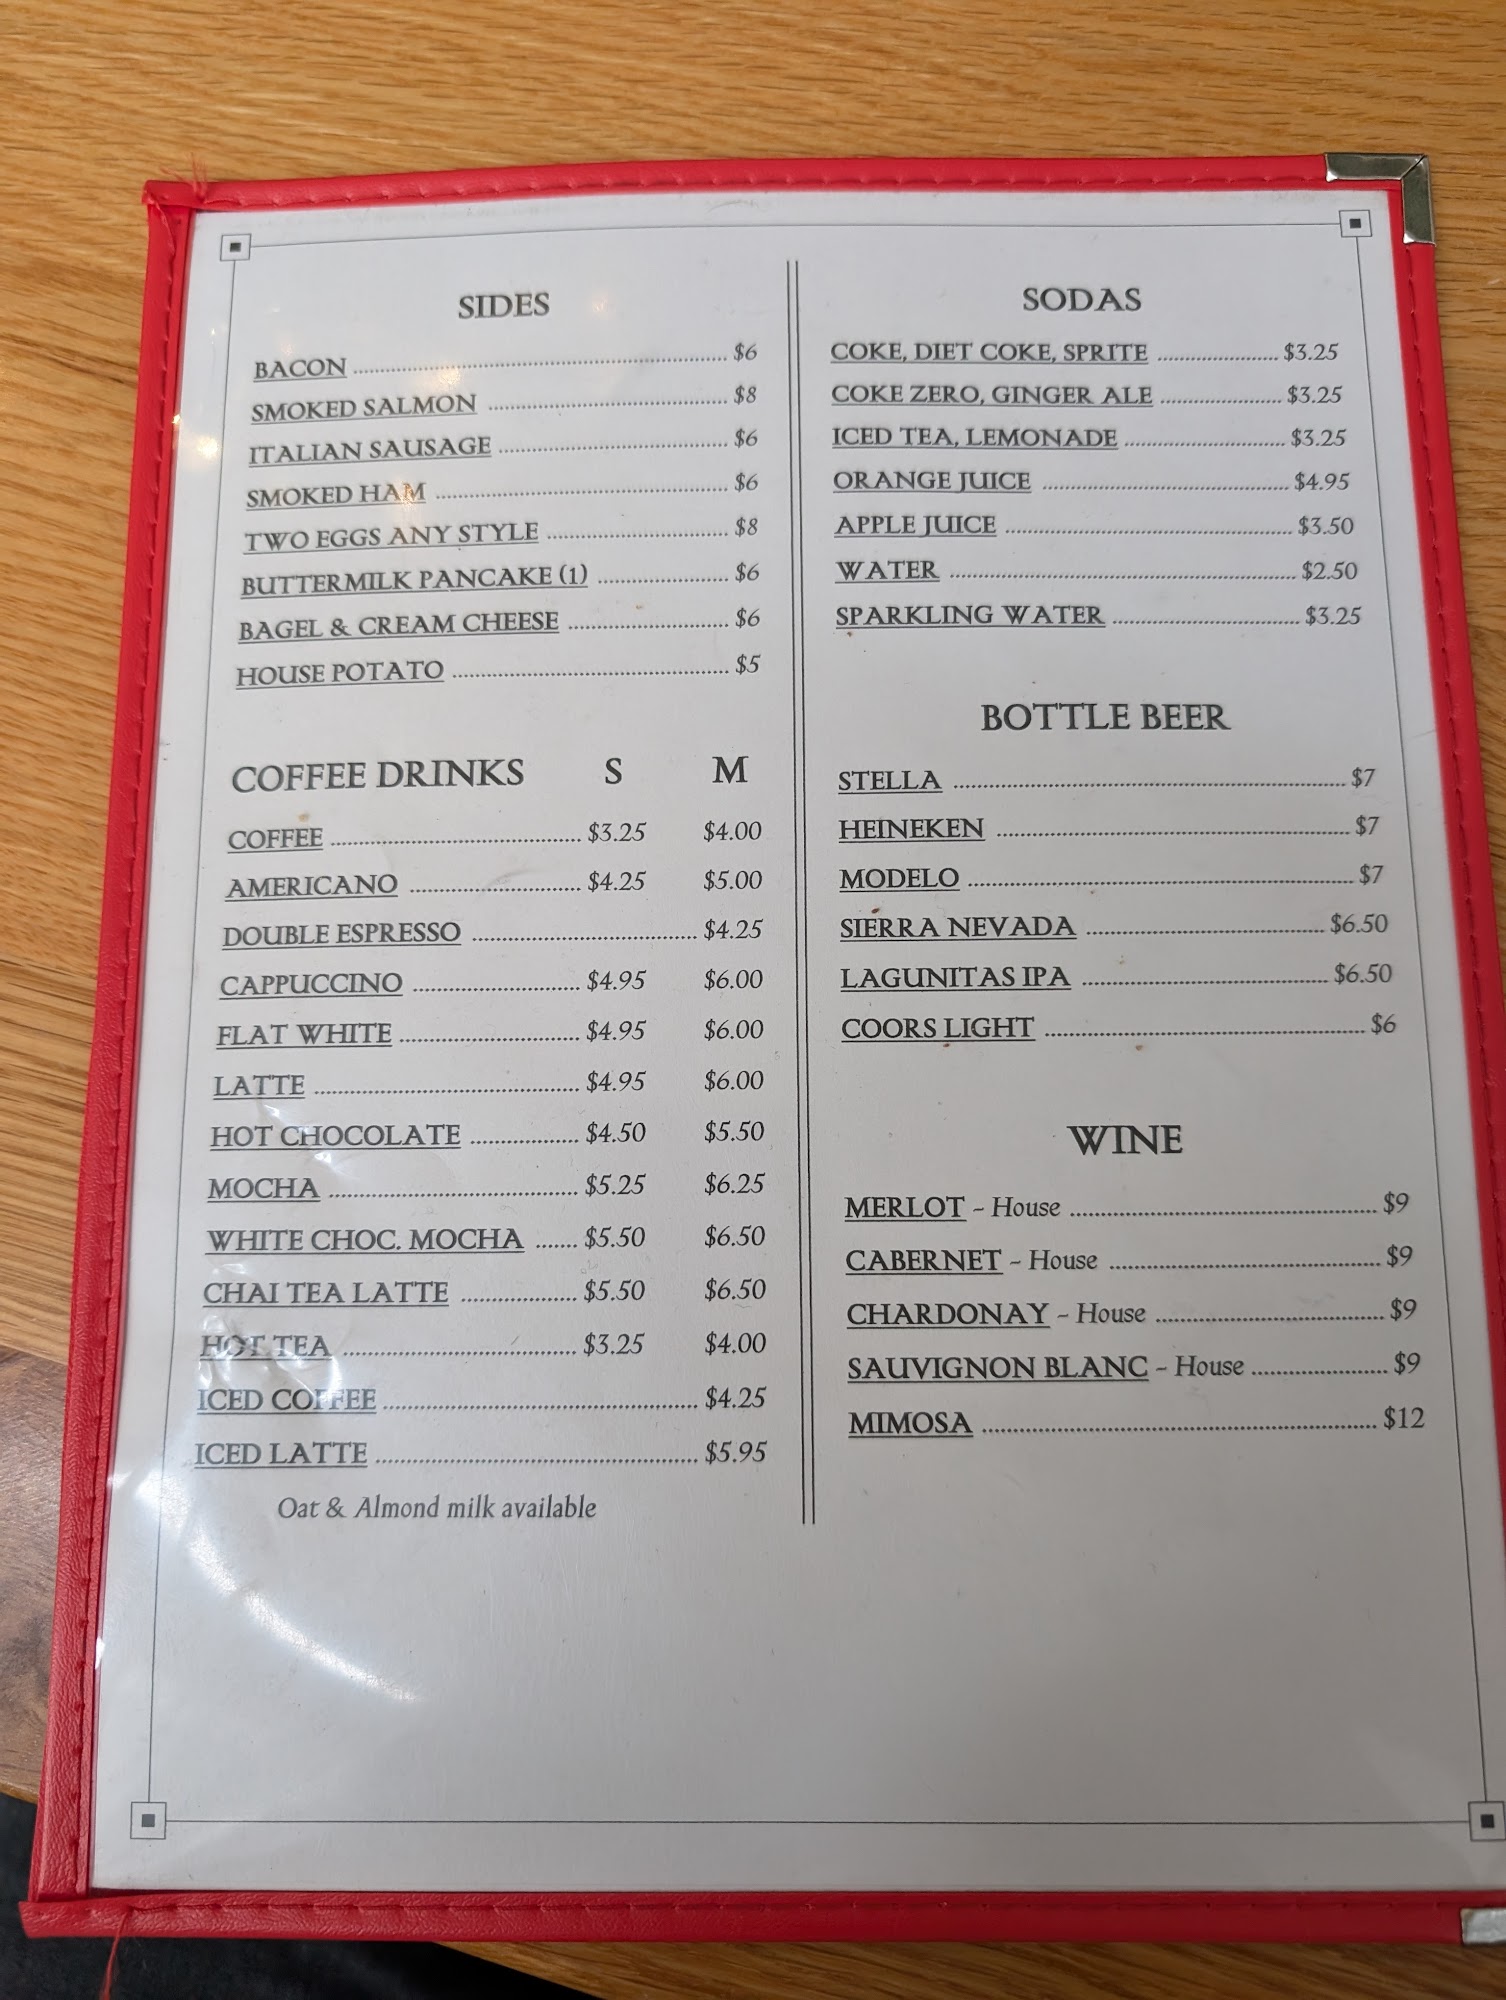 SIDES
BACON ........ $6
SMOKED SALMON ........ $8
ITALIAN SAUSAGE ........ $6
SMOKED HAM ........ $6
TWO EGGS ANY STYLE ........ $8
BUTTERMILK PANCAKE (1) ........ $6
BAGEL & CREAM CHEESE ........ $6
HOUSE POTATO ........ $5
COFFEE DRINKS S M
COFFEE ........ $3.25 $4.00
AMERICANO ........ $4.25 $5.00
DOUBLE ESPRESSO ........ $4.25
CAPPUCCINO ........ $4.95 $6.00
FLAT WHITE ........ $4.95 $6.00
LATTE ........ $4.95 $6.00
HOT CHOCOLATE ........ $4.50 $5.50
MOCHA ........ $5.25 $6.25
WHITE CHOC. MOCHA ........ $5.50 $6.50
CHAI TEA LATTE ........ $5.50 $6.50
HOT TEA ........ $3.25 $4.00
ICED COFFEE ........ $4.25
ICED LATTE ........ $5.95
Oat & Almond milk available
SODAS
COKE, DIET COKE, SPRITE ........ $3.25
COKE ZERO, GINGER ALE ........ $3.25
ICED TEA, LEMONADE ........ $3.25
ORANGE JUICE ........ $4.95
APPLE JUICE ........ $3.50
WATER ........ $2.50
SPARKLING WATER ........ $3.25
BOTTLE BEER
STELLA ........ $7
HEINEKEN ........ $7
MODELO ........ $7
SIERRA NEVADA ........ $6.50
LAGUNITAS IPA ........ $6.50
COORS LIGHT ........ $6
WINE
MERLOT ~ House ........ $9
CABERNET ~ House ........ $9
CHARDONAY ~ House ........ $9
SAUVIGNON BLANC ~ House ........ $9
MIMOSA ........ $12